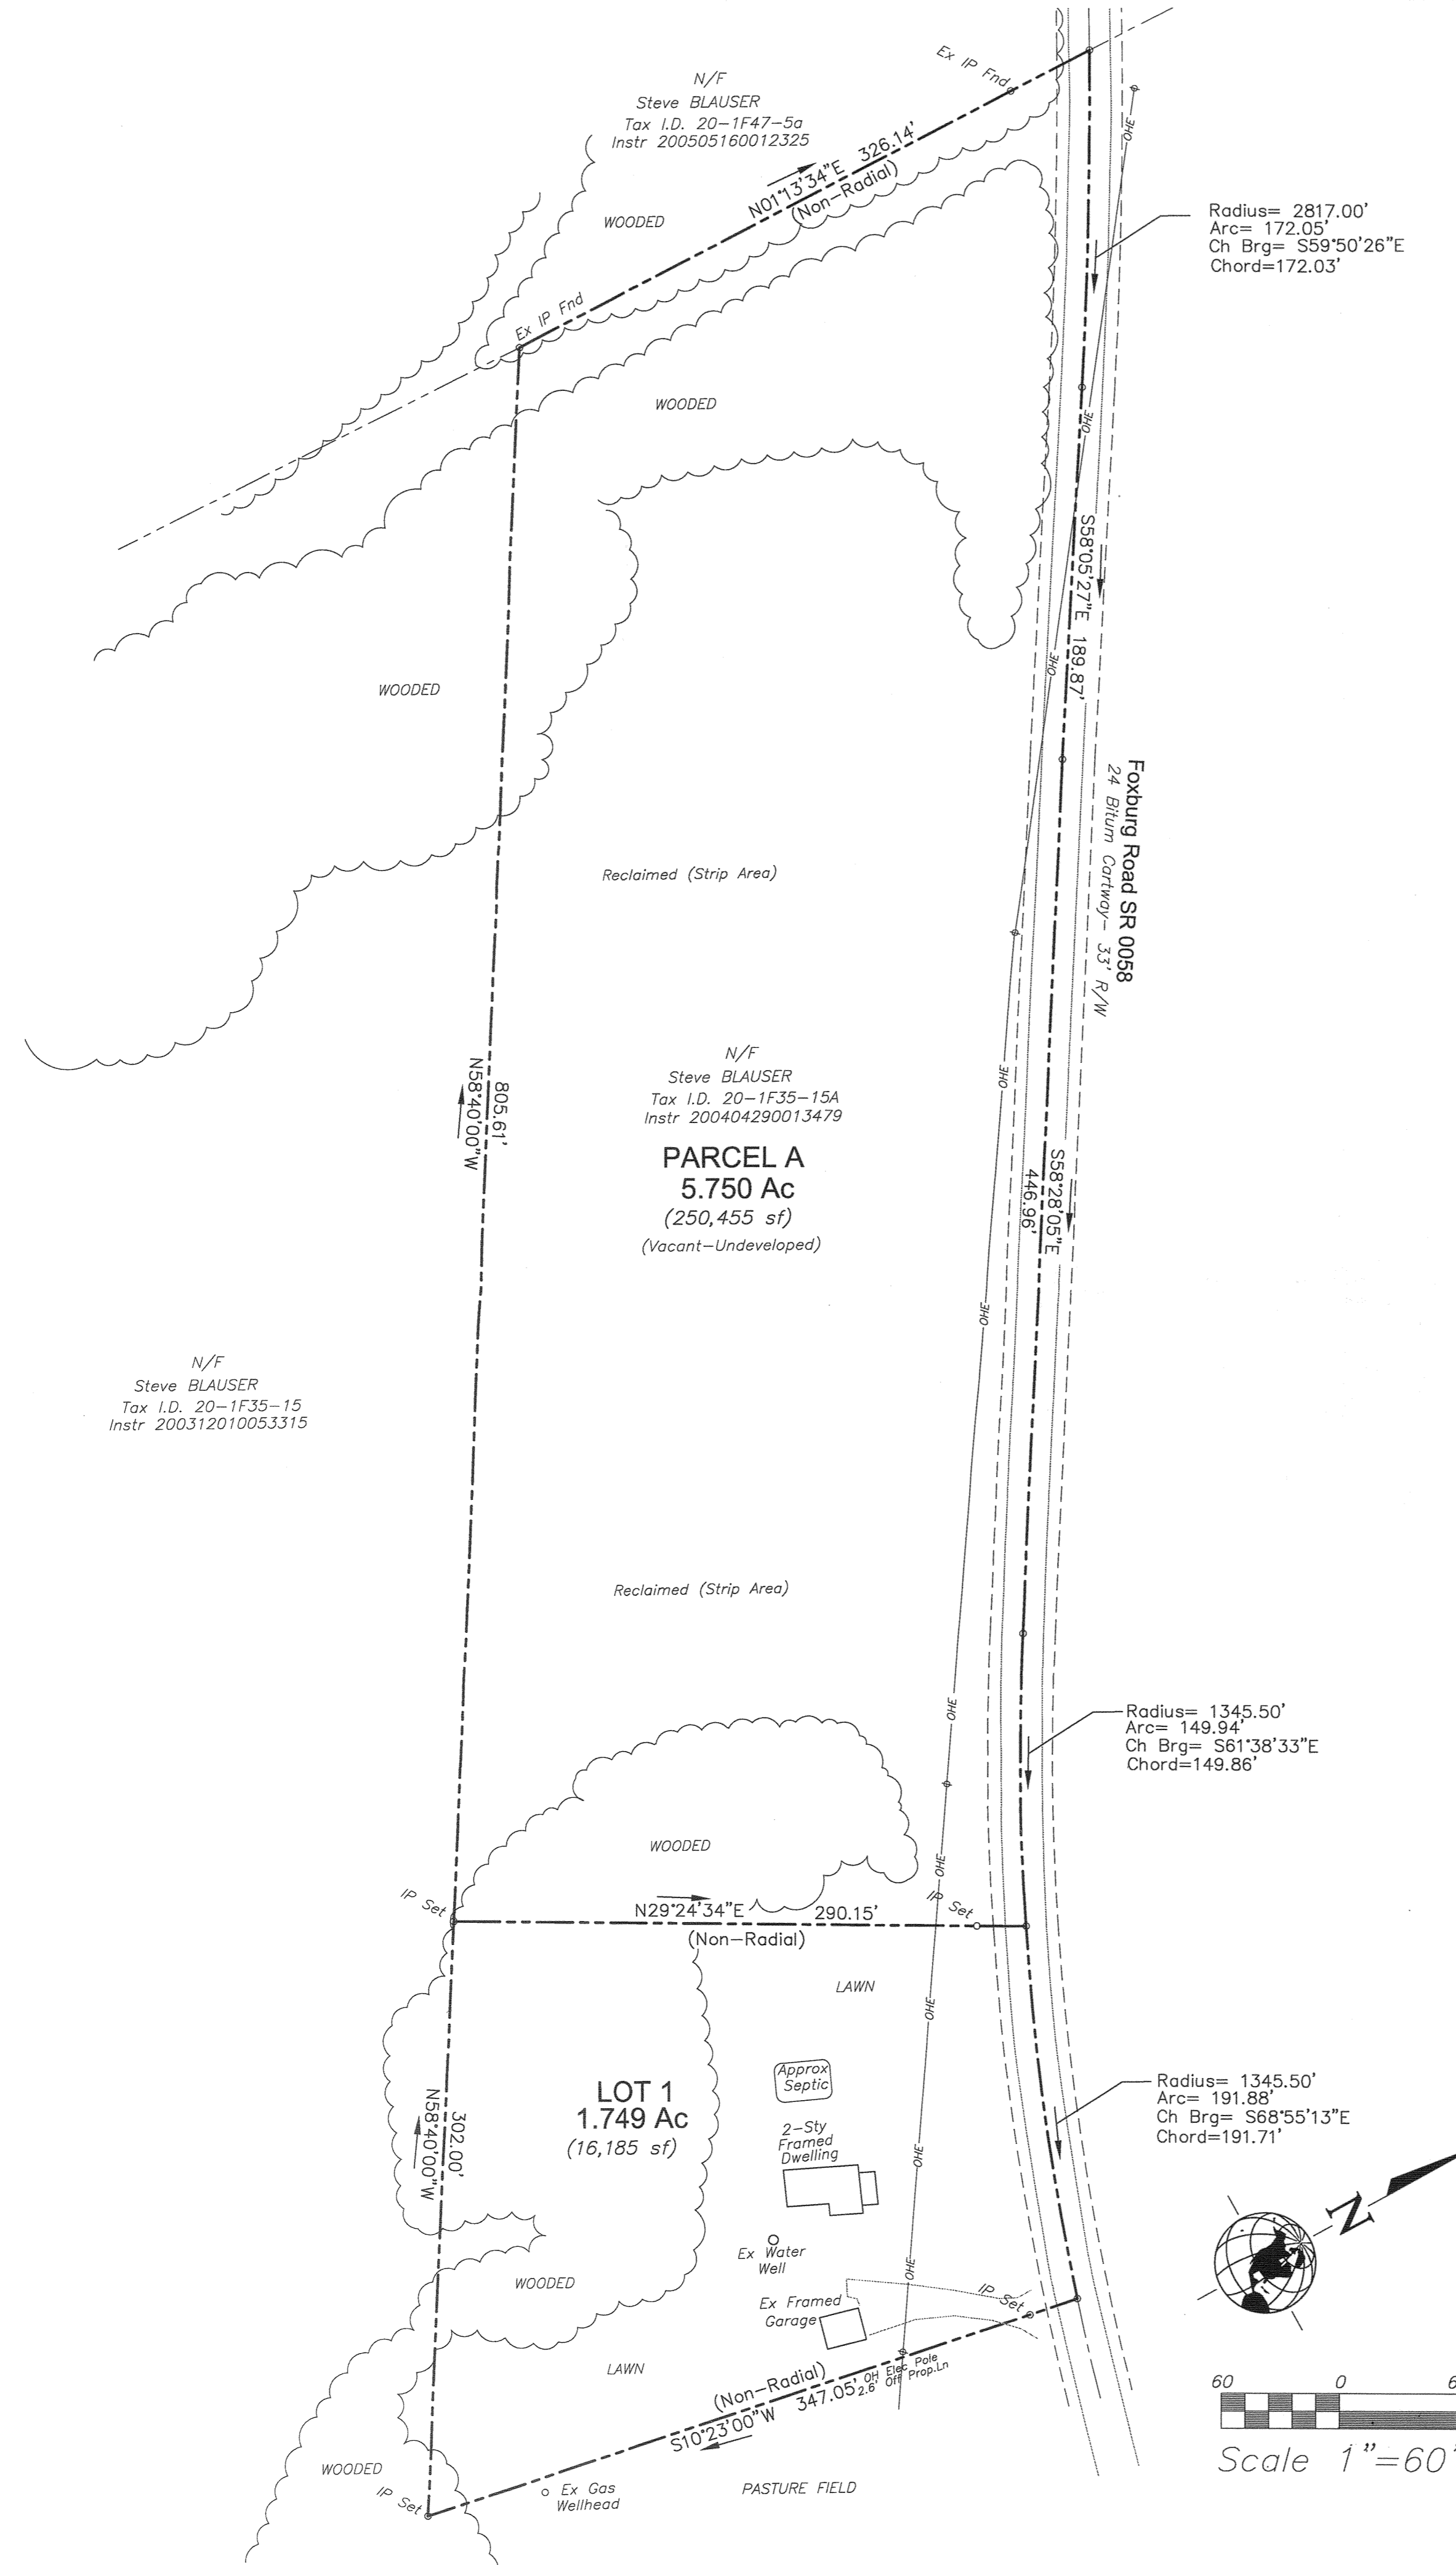 N/F
Steve BLAUSER
Tax I.D. 20-1F47-5a
Instr 200505160012325
Ex IP Fnd
N01°13'34"E 326.14'
(Non-Radial)
OHE
WOODED
Radius= 2817.00'
Arc= 172.05'
Ch Brg= S59°50'26"E
Chord=172.03'
Ex IP Fnd
WOODED
OHE
S58°05'27"E 189.87'
OHE
WOODED
Foxburg Road SR 0058
24 Bitum Cartway- 33' R/W
Reclaimed (Strip Area)
N/F
Steve BLAUSER
Tax I.D. 20-1F35-15A
Instr 200404290013479
PARCEL A
5.750 Ac
(250,455 sf)
(Vacant-Undeveloped)
805.61'
N58°40'00"W
OHE
S58°28'05"E
446.96'
OHE
N/F
Steve BLAUSER
Tax I.D. 20-1F35-15
Instr 200312010053315
Reclaimed (Strip Area)
OHE
Radius= 1345.50'
Arc= 149.94'
Ch Brg= S61°38'33"E
Chord=149.86'
WOODED
OHE
IP Set
IP Set
N29°24'34"E 290.15'
(Non-Radial)
LAWN
OHE
Approx
Septic
LOT 1
1.749 Ac
(16,185 sf)
302.00'
N58°40'00"W
2-Sty
Framed
Dwelling
OHE
Radius= 1345.50'
Arc= 191.88'
Ch Brg= S68°55'13"E
Chord=191.71'
N
Ex Water
Well
OHE
WOODED
IP Set
Ex Framed
Garage
LAWN
OH Elec Pole
2.6' Off Prop.Ln
(Non-Radial)
S10°23'00"W 347.05'
WOODED
IP Set
Ex Gas
Wellhead
PASTURE FIELD
60 0 6
Scale 1"=60'